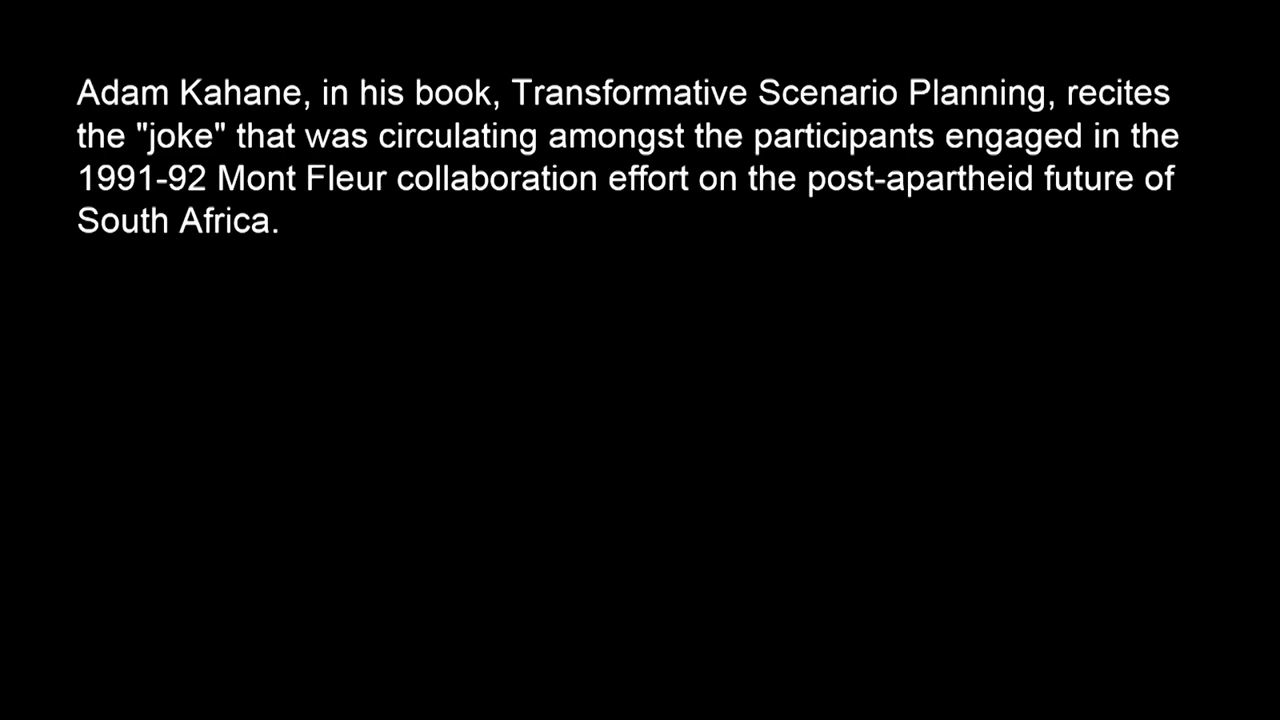 Adam Kahane, in his book, Transformative Scenario Planning, recites
the "joke" that was circulating amongst the participants engaged in the
1991-92 Mont Fleur collaboration effort on the post-apartheid future of
South Africa.